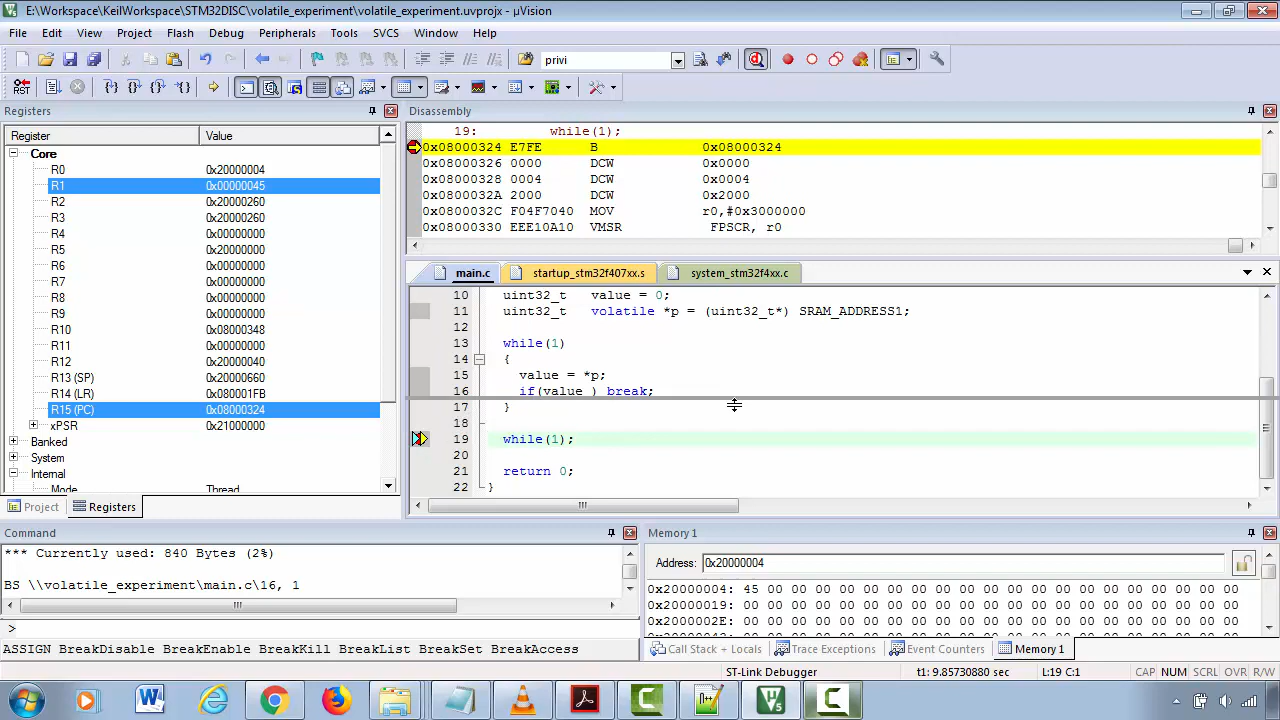 E:\Workspace\KeilWorkspace\STM32DISC\volatile_experiment\volatile_experiment.uvprojx - µVision
File Edit View Project Flash Debug Peripherals Tools SVCS Window Help
privi
RST
Registers
Register Value
Core
R0 0x20000004
R1 0x00000045
R2 0x20000260
R3 0x20000260
R4 0x00000000
R5 0x20000000
R6 0x00000000
R7 0x00000000
R8 0x00000000
R9 0x00000000
R10 0x08000348
R11 0x00000000
R12 0x20000040
R13 (SP) 0x20000660
R14 (LR) 0x080001FB
R15 (PC) 0x08000324
xPSR 0x21000000
Banked
System
Internal
Mode Thread
Project Registers
Disassembly
19: while(1);
0x08000324 E7FE B 0x08000324
0x08000326 0000 DCW 0x0000
0x08000328 0004 DCW 0x0004
0x0800032A 2000 DCW 0x2000
0x0800032C F04F7040 MOV r0,#0x3000000
0x08000330 EEE10A10 VMSR FPSCR, r0
main.c startup_stm32f407xx.s system_stm32f4xx.c
10 uint32_t value = 0;
11 uint32_t volatile *p = (uint32_t*) SRAM_ADDRESS1;
12
13 while(1)
14 {
15 value = *p;
16 if(value ) break;
17 }
18
19 while(1);
20
21 return 0;
22 }
Command
*** Currently used: 840 Bytes (2%)
BS \\volatile_experiment\main.c\16, 1
>
ASSIGN BreakDisable BreakEnable BreakKill BreakList BreakSet BreakAccess
Memory 1
Address: 0x20000004
0x20000004: 45 00 00 00 00 00 00 00 00 00 00 00 00 00 00 00 00 00 00 00 00
0x20000019: 00 00 00 00 00 00 00 00 00 00 00 00 00 00 00 00 00 00 00 00 00
0x2000002E: 00 00 00 00 00 00 00 00 00 00 00 00 00 00 00 00 00 00 00 00 00
Call Stack + Locals Trace Exceptions Event Counters Memory 1
ST-Link Debugger t1: 9.85730880 sec L:19 C:1 CAP NUM SCRL OVR R/W